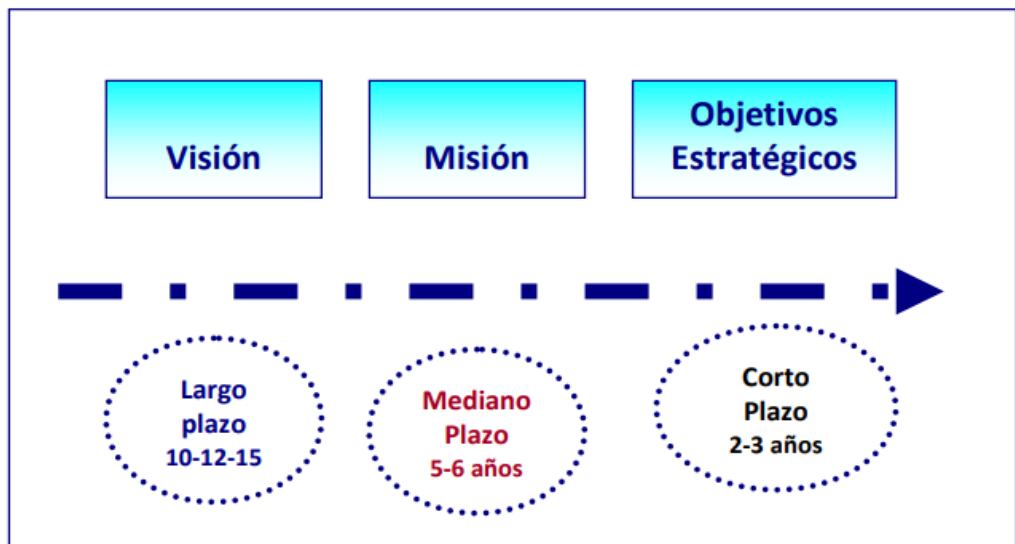 Visión
Misión
Objetivos
Estratégicos
Largo
plazo
10-12-15
Mediano
Plazo
5-6 años
Corto
Plazo
2-3 años